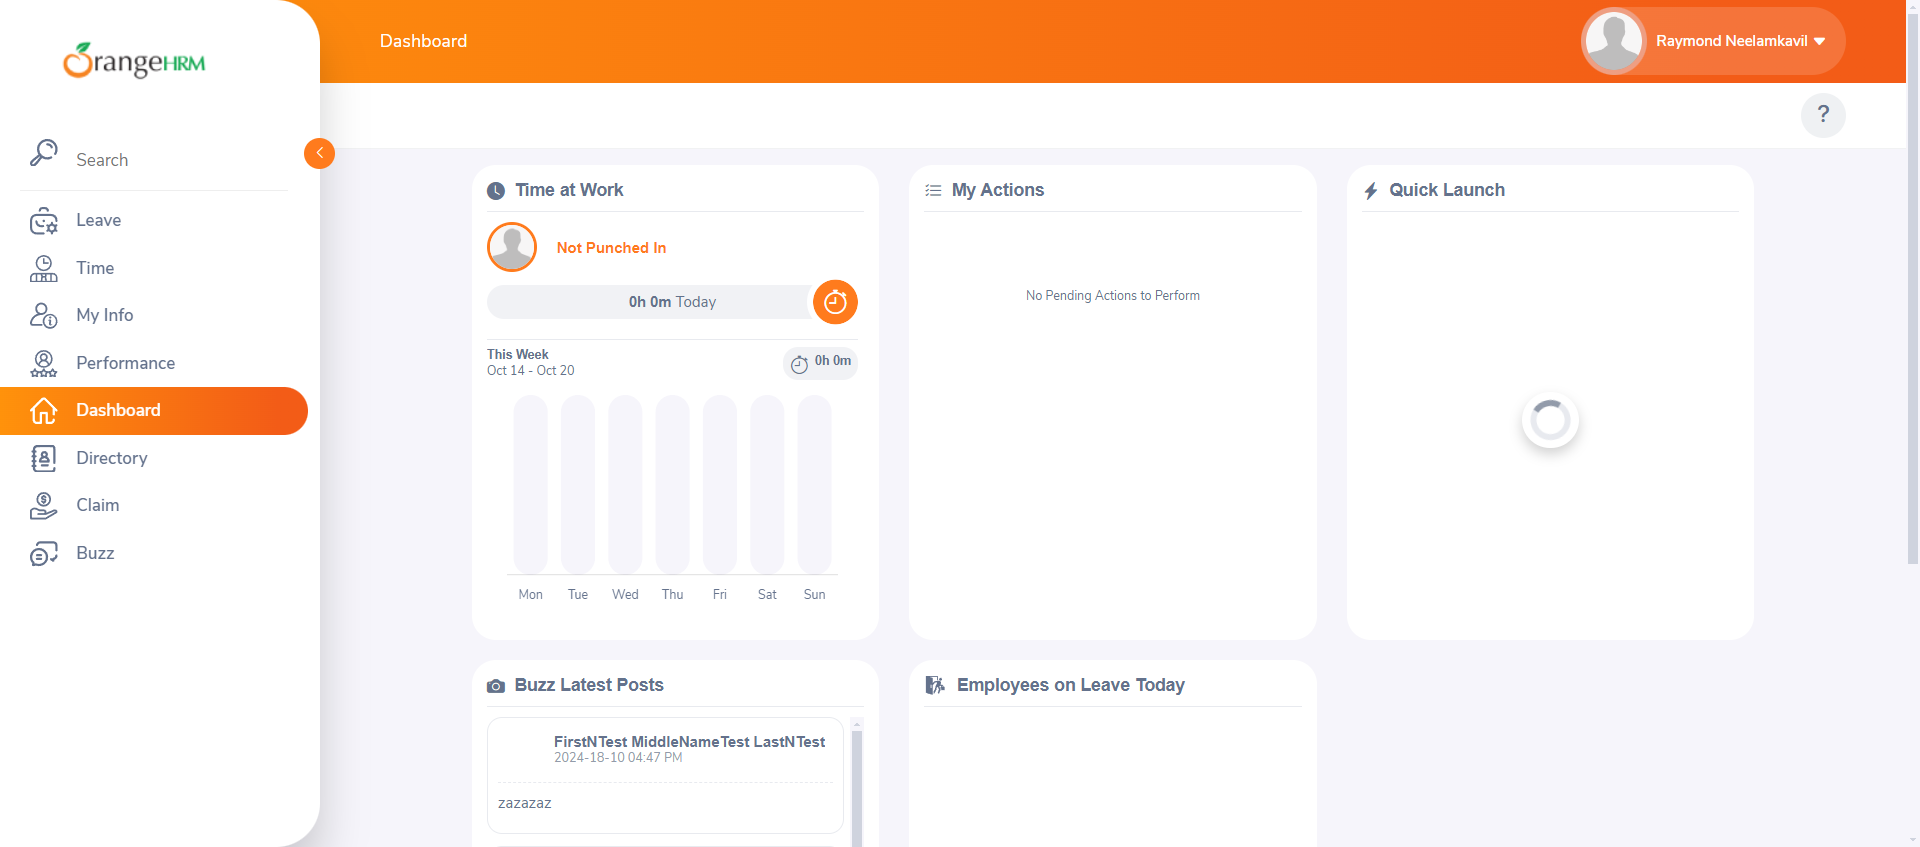 OrangeHRM
Search
Leave
Time
My Info
Performance
Dashboard
Directory
Claim
Buzz
Dashboard
Raymond Neelamkavil
?
Time at Work
Not Punched In
0h 0m Today
This Week
Oct 14 - Oct 20
0h 0m
Mon Tue Wed Thu Fri Sat Sun
My Actions
No Pending Actions to Perform
Quick Launch
Buzz Latest Posts
FirstNTest MiddleNameTest LastNTest
2024-18-10 04:47 PM
zazazaz
Employees on Leave Today